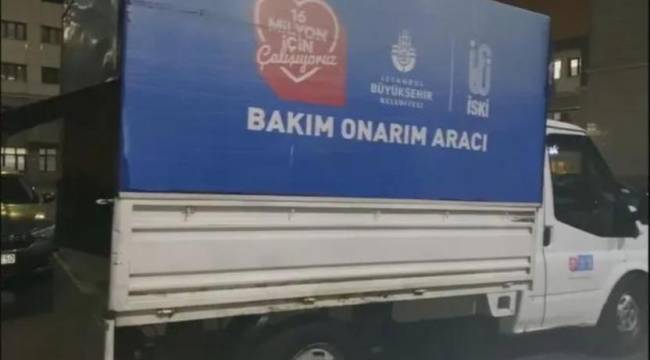 16
MİLYON
İÇİN
Çalışıyoruz
İSTANBUL
BÜYÜKŞEHİR
BELEDİYESİ
İSKİ
BAKIM ONARIM ARACI